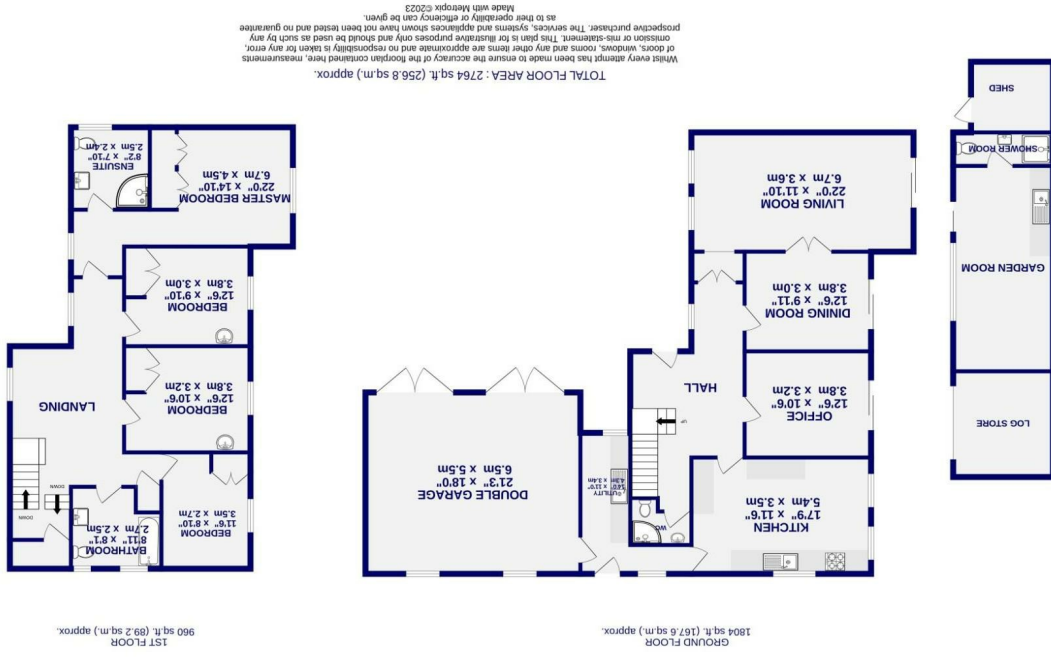 GROUND FLOOR
1804 sq.ft. (167.6 sq.m.) approx.
1ST FLOOR
960 sq.ft. (89.2 sq.m.) approx.
LOG STORE
GARDEN ROOM
SHOWER ROOM
SHED
KITCHEN
17'9" x 11'6"
5.4m x 3.5m
WC
UTILITY
14'0" x 11'0"
4.3m x 3.4m
DOUBLE GARAGE
21'3" x 18'0"
6.5m x 5.5m
OFFICE
12'6" x 10'6"
3.8m x 3.2m
UP
HALL
DINING ROOM
12'6" x 9'11"
3.8m x 3.0m
LIVING ROOM
22'0" x 11'10"
6.7m x 3.6m
BEDROOM
11'6" x 8'10"
3.5m x 2.7m
BATHROOM
8'11" x 8'1"
2.7m x 2.5m
DOWN
DOWN
LANDING
BEDROOM
12'6" x 10'6"
3.8m x 3.2m
BEDROOM
12'6" x 9'10"
3.8m x 3.0m
MASTER BEDROOM
22'0" x 14'10"
6.7m x 4.5m
ENSUITE
8'2" x 7'10"
2.5m x 2.4m
TOTAL FLOOR AREA : 2764 sq.ft. (256.8 sq.m.) approx.
Whilst every attempt has been made to ensure the accuracy of the floorplan contained here, measurements
of doors, windows, rooms and any other items are approximate and no responsibility is taken for any error,
omission or mis-statement. This plan is for illustrative purposes only and should be used as such by any
prospective purchaser. The services, systems and appliances shown have not been tested and no guarantee
as to their operability or efficiency can be given.
Made with Metropix ©2023